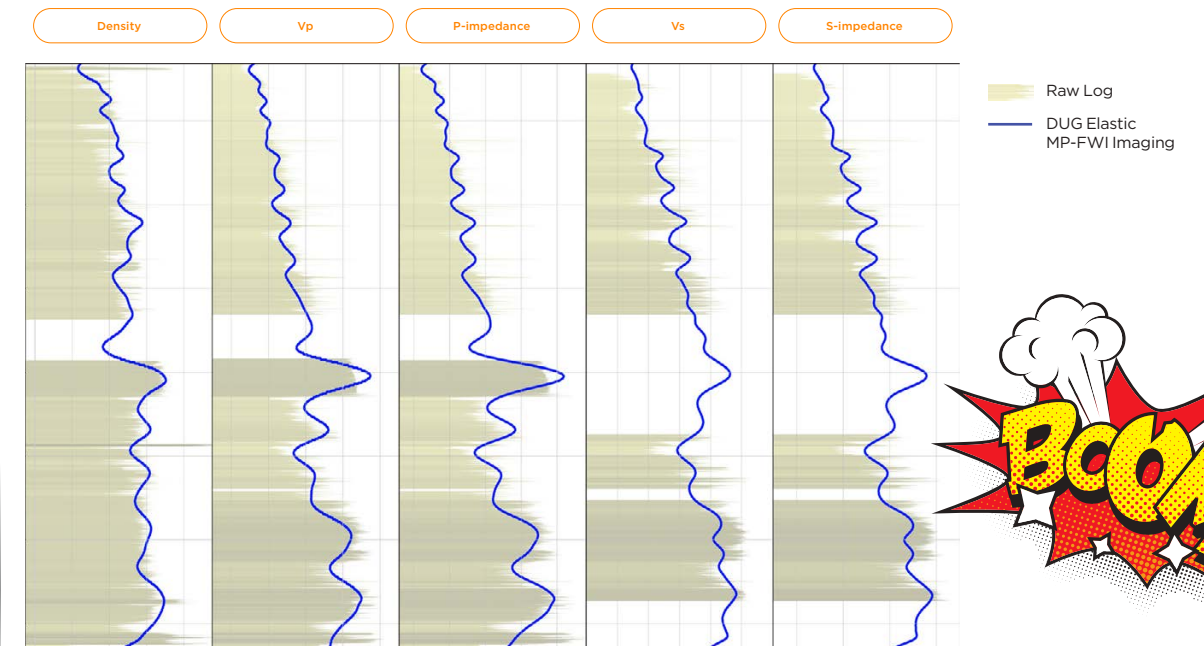 Density
Vp
P-impedance
Vs
S-impedance
Raw Log
DUG Elastic
MP-FWI Imaging